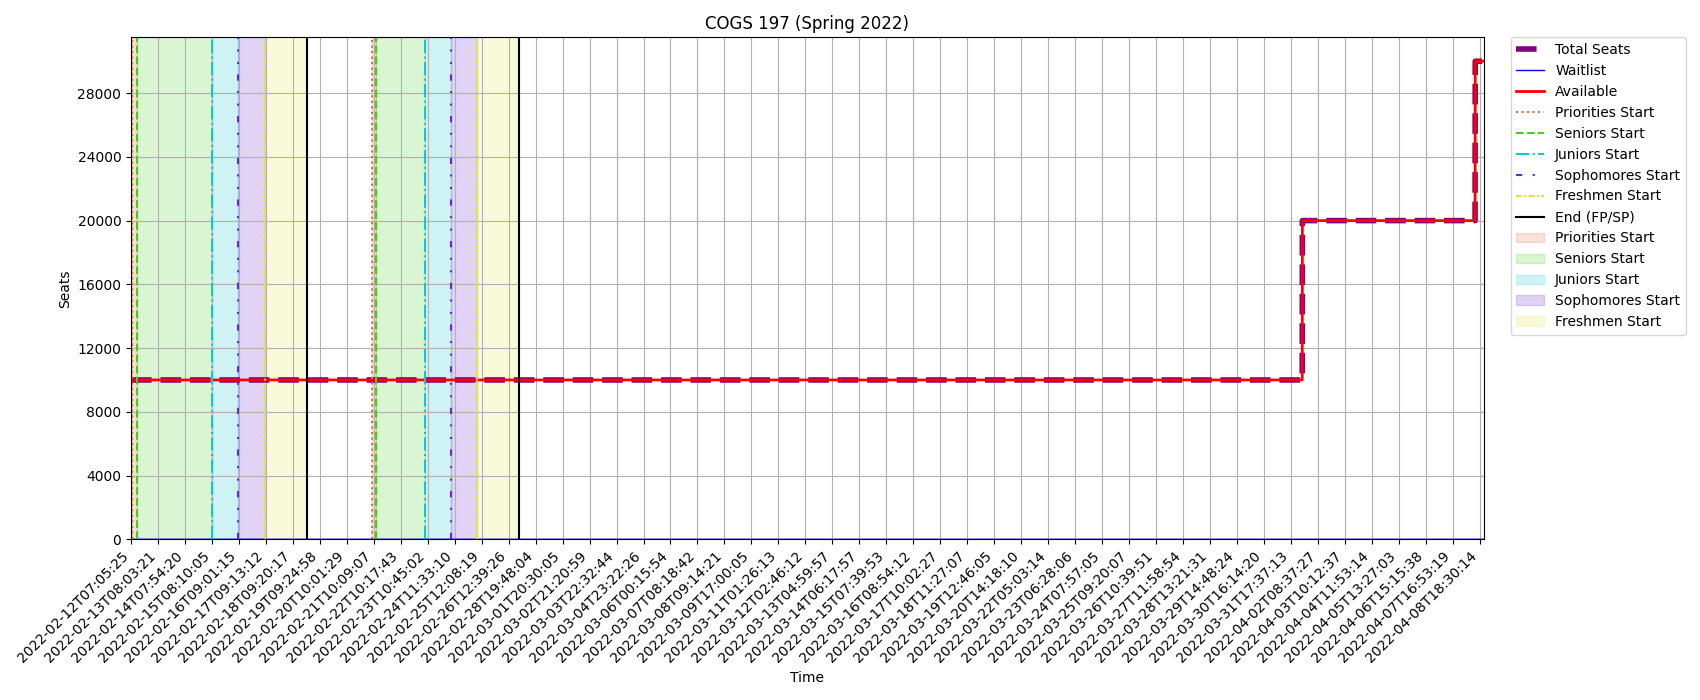 COGS 197 (Spring 2022)
Seats
28000
24000
20000
16000
12000
8000
4000
0
2022-02-12T7:05:25
2022-02-13T08:03:21
2022-02-14T07:54:20
2022-02-15T08:10:05
2022-02-16T09:01:15
2022-02-17T09:13:12
2022-02-18T09:20:17
2022-02-19T09:24:58
2022-02-20T10:01:29
2022-02-21T10:09:07
2022-02-22T10:17:43
2022-02-23T10:45:02
2022-02-24T11:33:10
2022-02-25T12:08:19
2022-02-26T12:39:26
2022-02-28T19:48:04
2022-03-01T20:30:05
2022-03-02T21:20:59
2022-03-03T22:32:44
2022-03-04T23:22:26
2022-03-06T00:15:54
2022-03-07T08:18:42
2022-03-08T09:14:21
2022-03-09T17:00:05
2022-03-11T01:26:13
2022-03-12T02:46:12
2022-03-13T04:59:57
2022-03-14T06:17:57
2022-03-15T07:39:53
2022-03-16T08:54:12
2022-03-17T10:02:27
2022-03-18T11:27:07
2022-03-19T12:46:05
2022-03-20T14:18:10
2022-03-22T05:03:14
2022-03-23T06:28:06
2022-03-24T07:57:05
2022-03-25T09:20:07
2022-03-26T10:39:51
2022-03-27T11:58:54
2022-03-28T13:21:31
2022-03-29T14:48:24
2022-03-30T16:14:20
2022-03-31T17:37:13
2022-04-02T08:37:27
2022-04-03T10:12:37
2022-04-04T11:53:14
2022-04-05T13:27:03
2022-04-06T15:15:38
2022-04-07T16:53:19
2022-04-08T18:30:14
Time
Total Seats
Waitlist
Available
Priorities Start
Seniors Start
Juniors Start
Sophomores Start
Freshmen Start
End (FP/SP)
Priorities Start
Seniors Start
Juniors Start
Sophomores Start
Freshmen Start